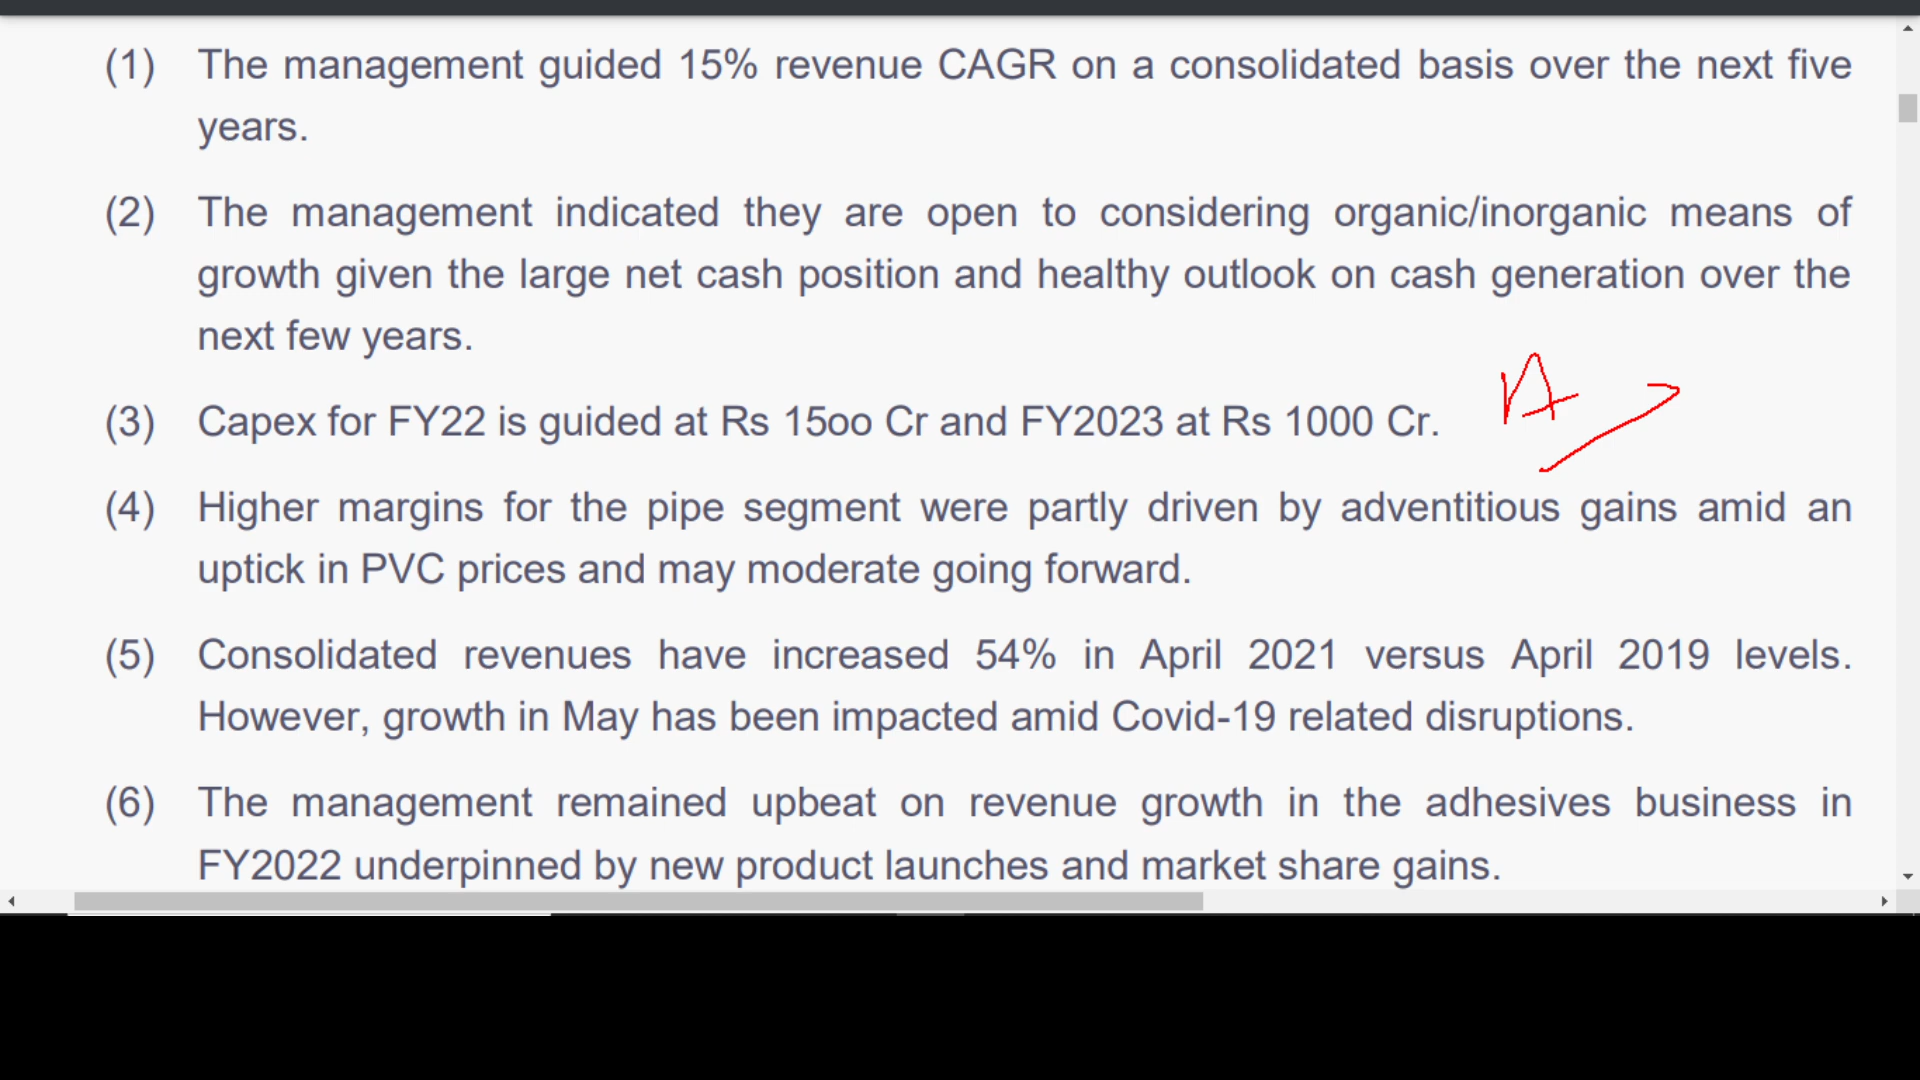 (1) The management guided 15% revenue CAGR on a consolidated basis over the next five
years.
(2) The management indicated they are open to considering organic/inorganic means of
growth given the large net cash position and healthy outlook on cash generation over the
next few years.
(3) Capex for FY22 is guided at Rs 15oo Cr and FY2023 at Rs 1000 Cr.
(4) Higher margins for the pipe segment were partly driven by adventitious gains amid an
uptick in PVC prices and may moderate going forward.
(5) Consolidated revenues have increased 54% in April 2021 versus April 2019 levels.
However, growth in May has been impacted amid Covid-19 related disruptions.
(6) The management remained upbeat on revenue growth in the adhesives business in
FY2022 underpinned by new product launches and market share gains.